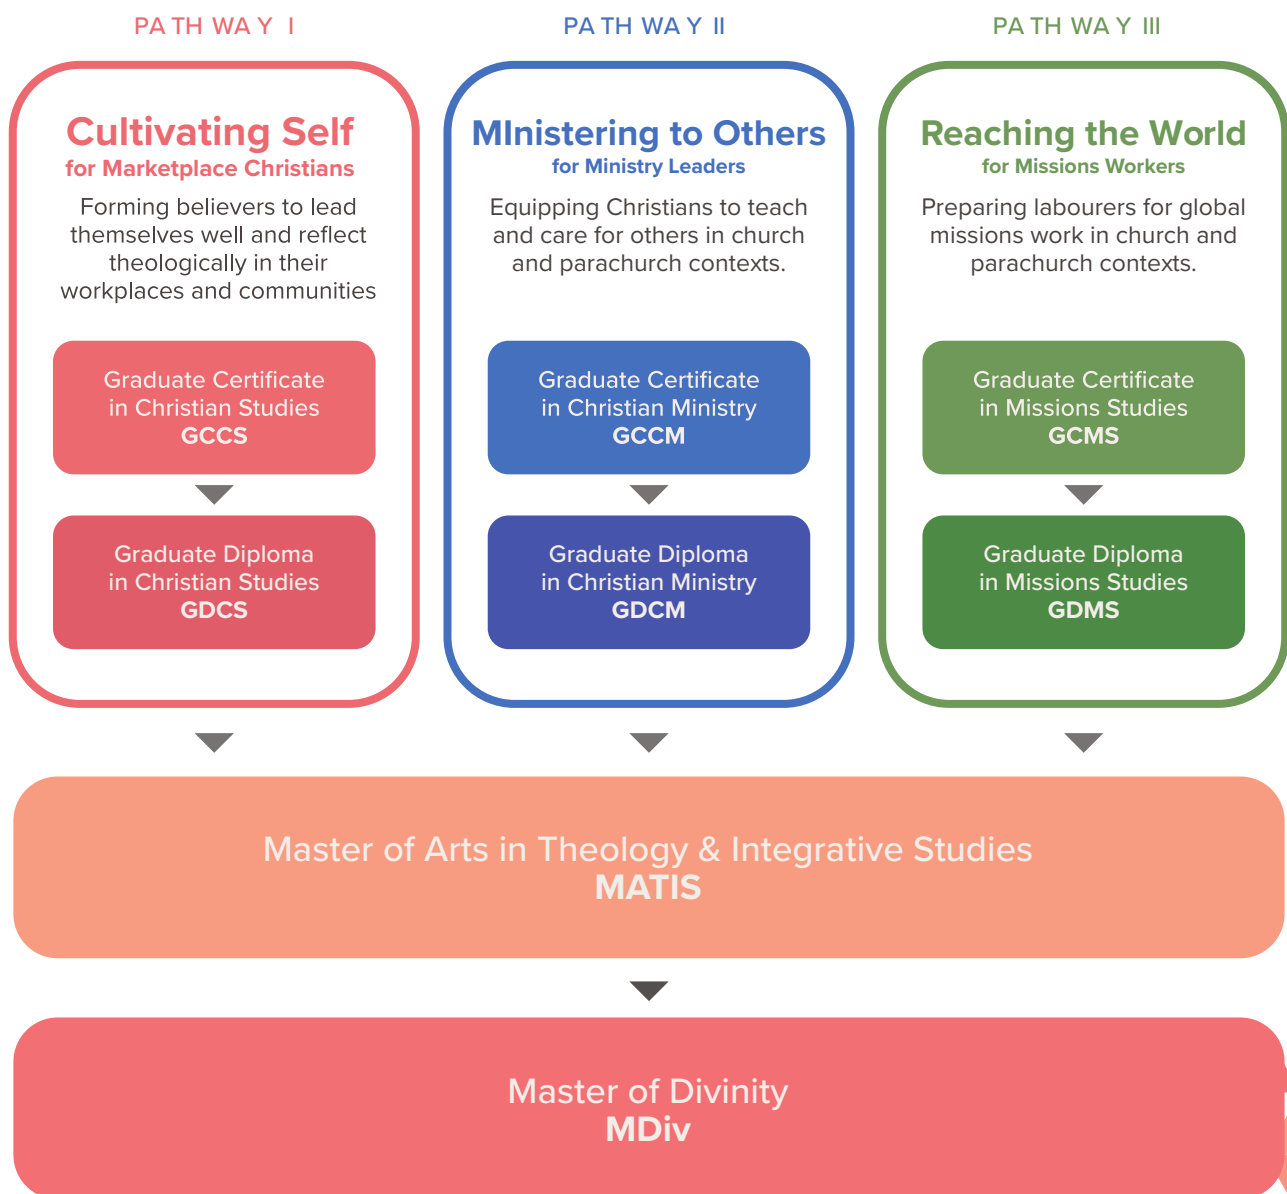 PATHWAY I
Cultivating Self
for Marketplace Christians
Forming believers to lead
themselves well and reflect
theologically in their
workplaces and communities
Graduate Certificate
in Christian Studies
GCCS
Graduate Diploma
in Christian Studies
GDCS
PATHWAY II
MInistering to Others
for Ministry Leaders
Equipping Christians to teach
and care for others in church
and parachurch contexts.
Graduate Certificate
in Christian Ministry
GCCM
Graduate Diploma
in Christian Ministry
GDCM
PATHWAY III
Reaching the World
for Missions Workers
Preparing labourers for global
missions work in church and
parachurch contexts.
Graduate Certificate
in Missions Studies
GCMS
Graduate Diploma
in Missions Studies
GDMS
Master of Arts in Theology & Integrative Studies
MATIS
Master of Divinity
MDiv